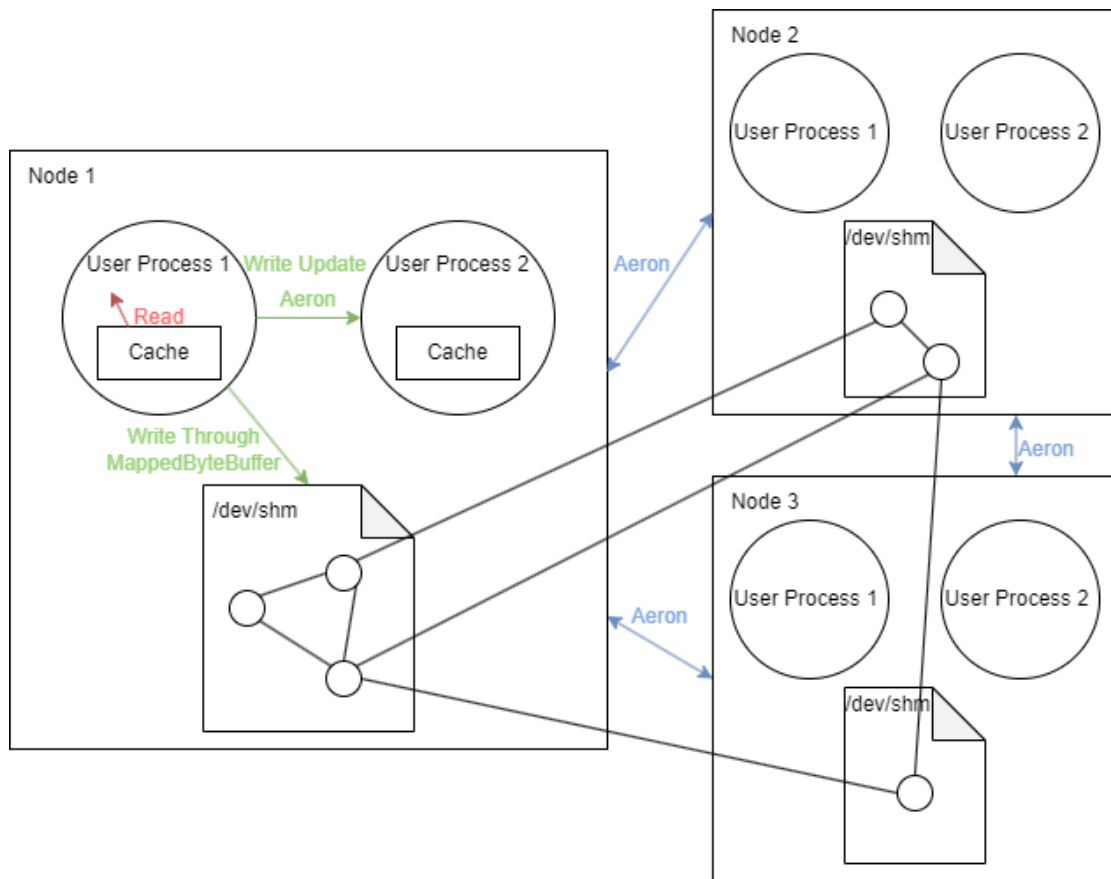 Node 1
User Process 1
Write Update
Aeron
User Process 2
Read
Cache
Cache
Write Through
MappedByteBuffer
/dev/shm
Aeron
Node 2
User Process 1
User Process 2
/dev/shm
Aeron
Aeron
Node 3
User Process 1
User Process 2
/dev/shm